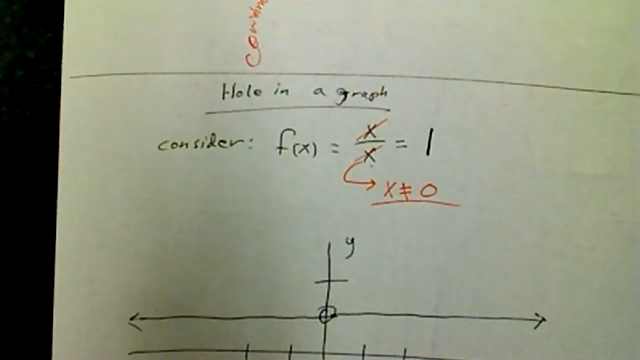 Hole in a graph
consider: f(x) = x/x = 1
x ≠ 0
y